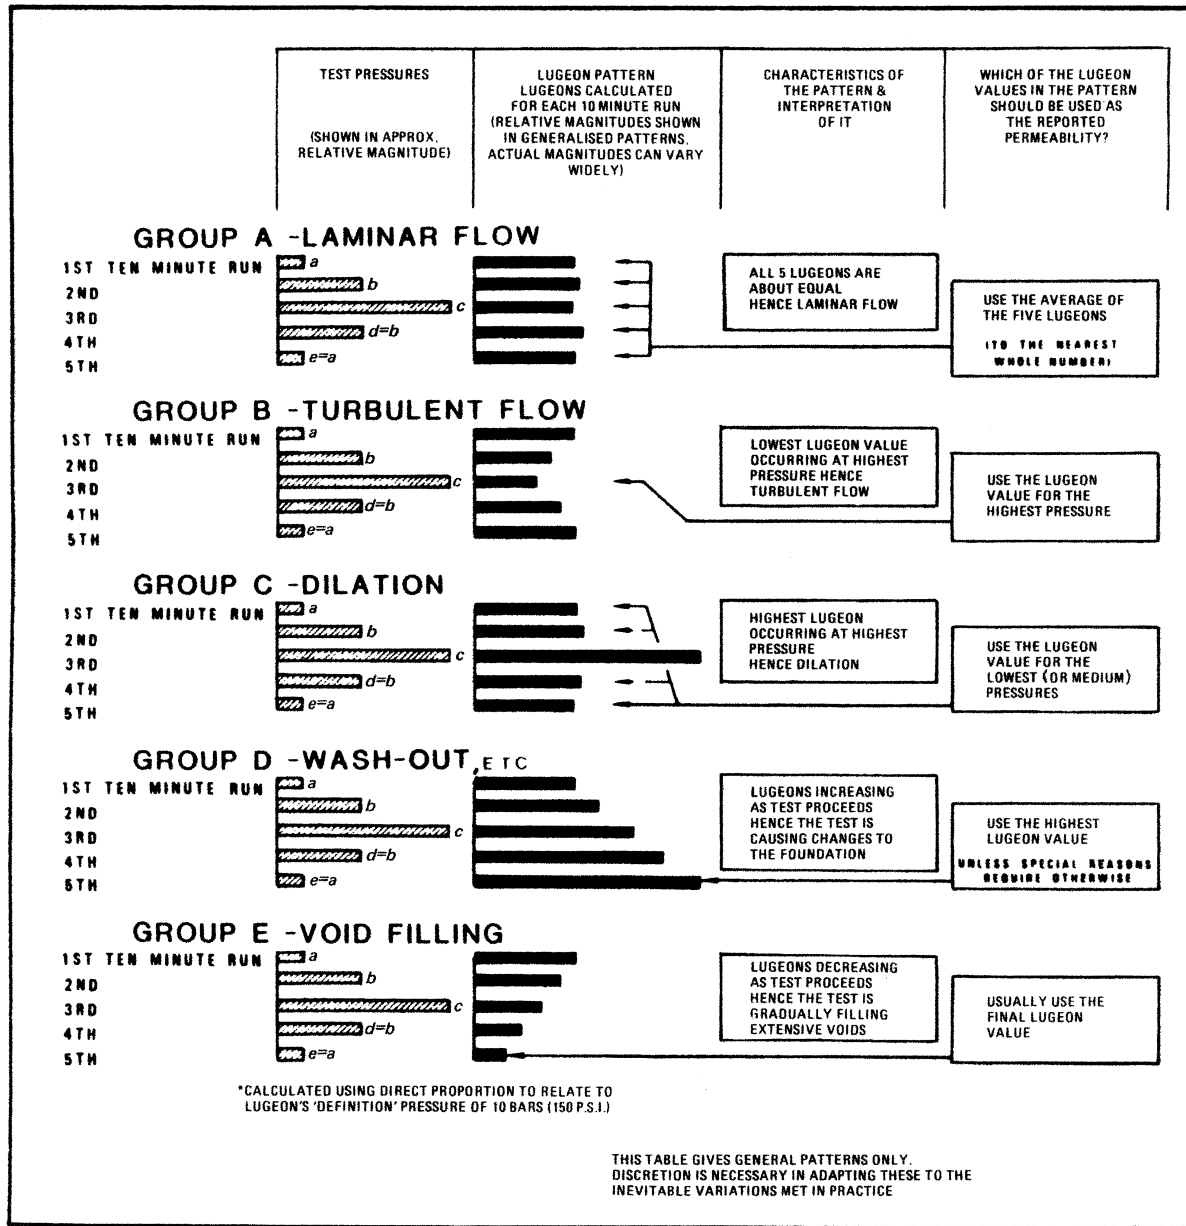 TEST PRESSURES
(SHOWN IN APPROX.
RELATIVE MAGNITUDE)
LUGEON PATTERN
LUGEONS CALCULATED
FOR EACH 10 MINUTE RUN
(RELATIVE MAGNITUDES SHOWN
IN GENERALISED PATTERNS.
ACTUAL MAGNITUDES CAN VARY
WIDELY)
CHARACTERISTICS OF
THE PATTERN &
INTERPRETATION
OF IT
WHICH OF THE LUGEON
VALUES IN THE PATTERN
SHOULD BE USED AS
THE REPORTED
PERMEABILITY?
GROUP A -LAMINAR FLOW
1ST TEN MINUTE RUN a
2ND b
3RD c
4TH d=b
5TH e=a
ALL 5 LUGEONS ARE
ABOUT EQUAL
HENCE LAMINAR FLOW
USE THE AVERAGE OF
THE FIVE LUGEONS
(TO THE NEAREST
WHOLE NUMBER)
GROUP B -TURBULENT FLOW
1ST TEN MINUTE RUN a
2ND b
3RD c
4TH d=b
5TH e=a
LOWEST LUGEON VALUE
OCCURRING AT HIGHEST
PRESSURE HENCE
TURBULENT FLOW
USE THE LUGEON
VALUE FOR THE
HIGHEST PRESSURE
GROUP C -DILATION
1ST TEN MINUTE RUN a
2ND b
3RD c
4TH d=b
5TH e=a
HIGHEST LUGEON
OCCURRING AT HIGHEST
PRESSURE
HENCE DILATION
USE THE LUGEON
VALUE FOR THE
LOWEST (OR MEDIUM)
PRESSURES
GROUP D -WASH-OUT, ETC
1ST TEN MINUTE RUN a
2ND b
3RD c
4TH d=b
5TH e=a
LUGEONS INCREASING
AS TEST PROCEEDS
HENCE THE TEST IS
CAUSING CHANGES TO
THE FOUNDATION
USE THE HIGHEST
LUGEON VALUE
UNLESS SPECIAL REASONS
REQUIRE OTHERWISE
GROUP E -VOID FILLING
1ST TEN MINUTE RUN a
2ND b
3RD c
4TH d=b
5TH e=a
LUGEONS DECREASING
AS TEST PROCEEDS
HENCE THE TEST IS
GRADUALLY FILLING
EXTENSIVE VOIDS
USUALLY USE THE
FINAL LUGEON
VALUE
*CALCULATED USING DIRECT PROPORTION TO RELATE TO
LUGEON'S 'DEFINITION' PRESSURE OF 10 BARS (150 P.S.I.)
THIS TABLE GIVES GENERAL PATTERNS ONLY.
DISCRETION IS NECESSARY IN ADAPTING THESE TO THE
INEVITABLE VARIATIONS MET IN PRACTICE